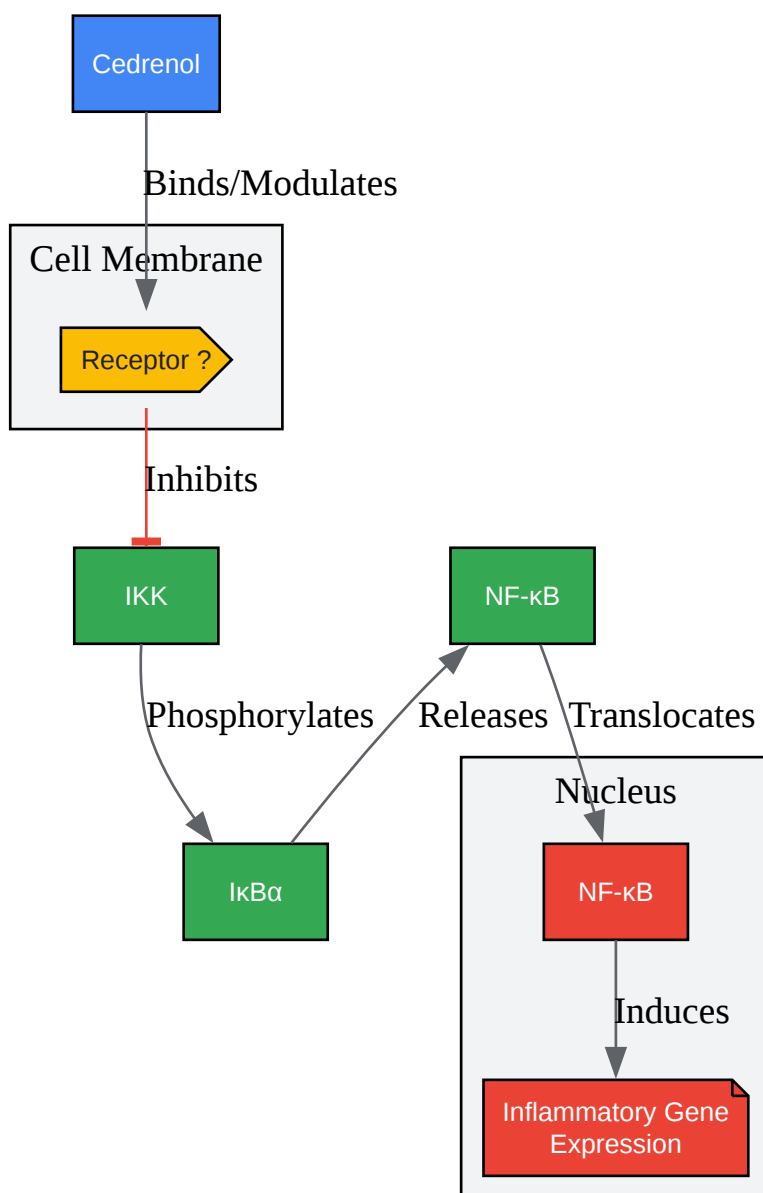 Cedrenol
Binds/Modulates
Cell Membrane
Receptor ?
Inhibits
IKK
NF-κB
Phosphorylates
Releases
Translocates
Nucleus
IκBα
NF-κB
Induces
Inflammatory Gene
Expression